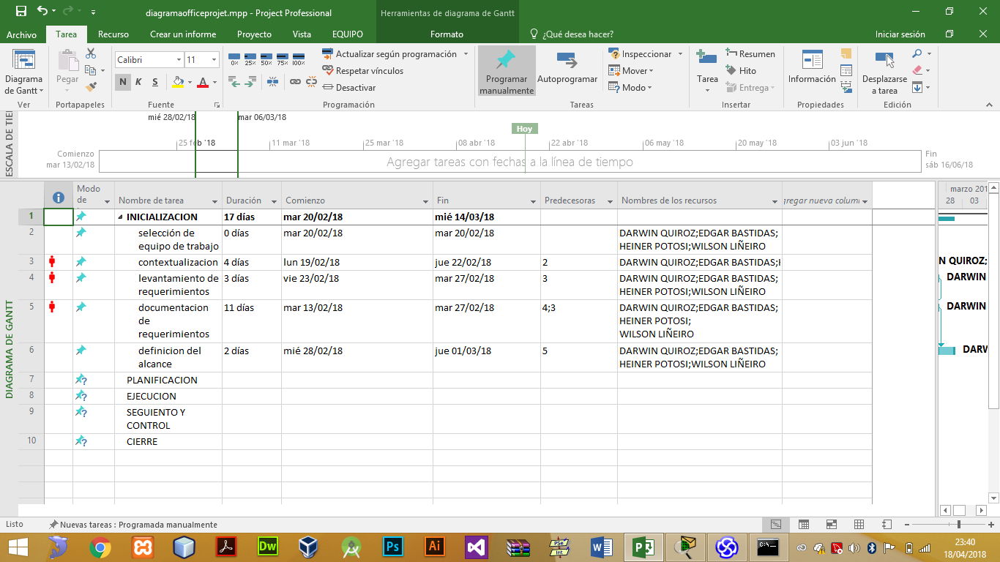 diagramaofficeprojet.mpp - Project Professional
Herramientas de diagrama de Gantt
Archivo Tarea Recurso Crear un informe Proyecto Vista EQUIPO Formato ¿Qué desea hacer? Iniciar sesión
Diagrama de Gantt
Ver
Pegar
Portapapeles
Calibri 11
N K S
Fuente
0% 25% 50% 75% 100%
Actualizar según programación
Respetar vínculos
Desactivar
Programación
Programar manualmente
Autoprogramar
Inspeccionar
Mover
Modo
Tareas
Tarea
Resumen
Hito
Entrega
Insertar
Información
Propiedades
Desplazarse a tarea
Edición
ESCALA DE TIEI
mié 28/02/18 mar 06/03/18
Hoy
25 feb '18 11 mar '18 25 mar '18 08 abr '18 22 abr '18 06 may '18 20 may '18 03 jun '18
Comienzo
mar 13/02/18
Agregar tareas con fechas a la línea de tiempo
Fin
sáb 16/06/18
DIAGRAMA DE GANTT
Modo de
Nombre de tarea Duración Comienzo Fin Predecesoras Nombres de los recursos gregar nueva colum
marzo 201
28 03
1 INICIALIZACION 17 días mar 20/02/18 mié 14/03/18
2 selección de equipo de trabajo 0 días mar 20/02/18 mar 20/02/18 DARWIN QUIROZ;EDGAR BASTIDAS;
HEINER POTOSI;WILSON LIÑEIRO
3 contextualizacion 4 días lun 19/02/18 jue 22/02/18 2 DARWIN QUIROZ;EDGAR BASTIDAS;H
N QUIROZ;
4 levantamiento de requerimientos 3 días vie 23/02/18 mar 27/02/18 3 DARWIN QUIROZ;EDGAR BASTIDAS;
HEINER POTOSI;WILSON LIÑEIRO
DARWIN
5 documentacion de requerimientos 11 días mar 13/02/18 mar 27/02/18 4;3 DARWIN QUIROZ;EDGAR BASTIDAS;
HEINER POTOSI;
WILSON LIÑEIRO
DARWIN
6 definicion del alcance 2 días mié 28/02/18 jue 01/03/18 5 DARWIN QUIROZ;EDGAR BASTIDAS;
HEINER POTOSI;WILSON LIÑEIRO
DARW
7 PLANIFICACION
8 EJECUCION
9 SEGUIENTO Y
CONTROL
10 CIERRE
Listo Nuevas tareas : Programada manualmente
Dw Ps Ai
PSe
Int
23:40
18/04/2018